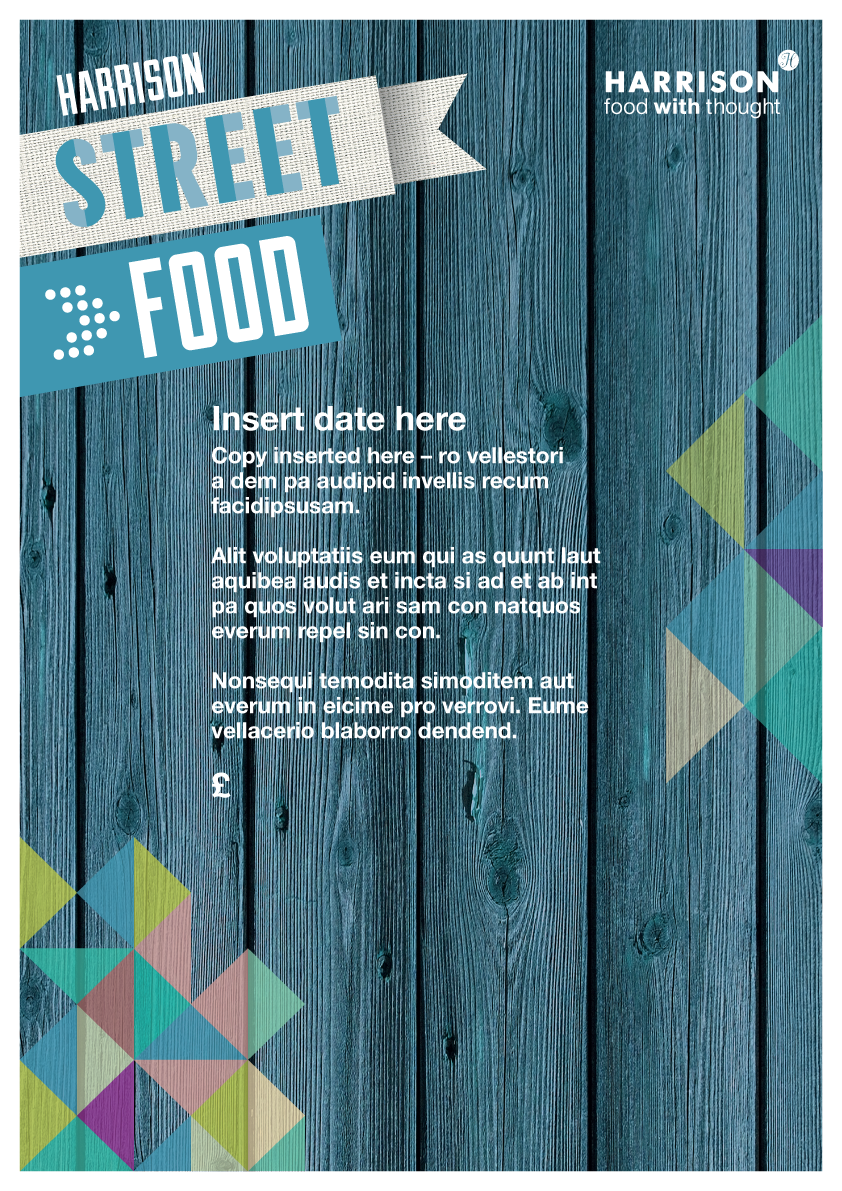 HARRISON
STREET
FOOD
HARRISON
food with thought
Insert date here
Copy inserted here – ro vellestori
a dem pa audipid invellis recum
facidipsusam.
Alit voluptatiis eum qui as quunt laut
aquibea audis et incta si ad et ab int
pa quos volut ari sam con natquos
everum repel sin con.
Nonsequi temodita simoditem aut
everum in eicime pro verrovi. Eume
vellacerio blaborro dendend.
£